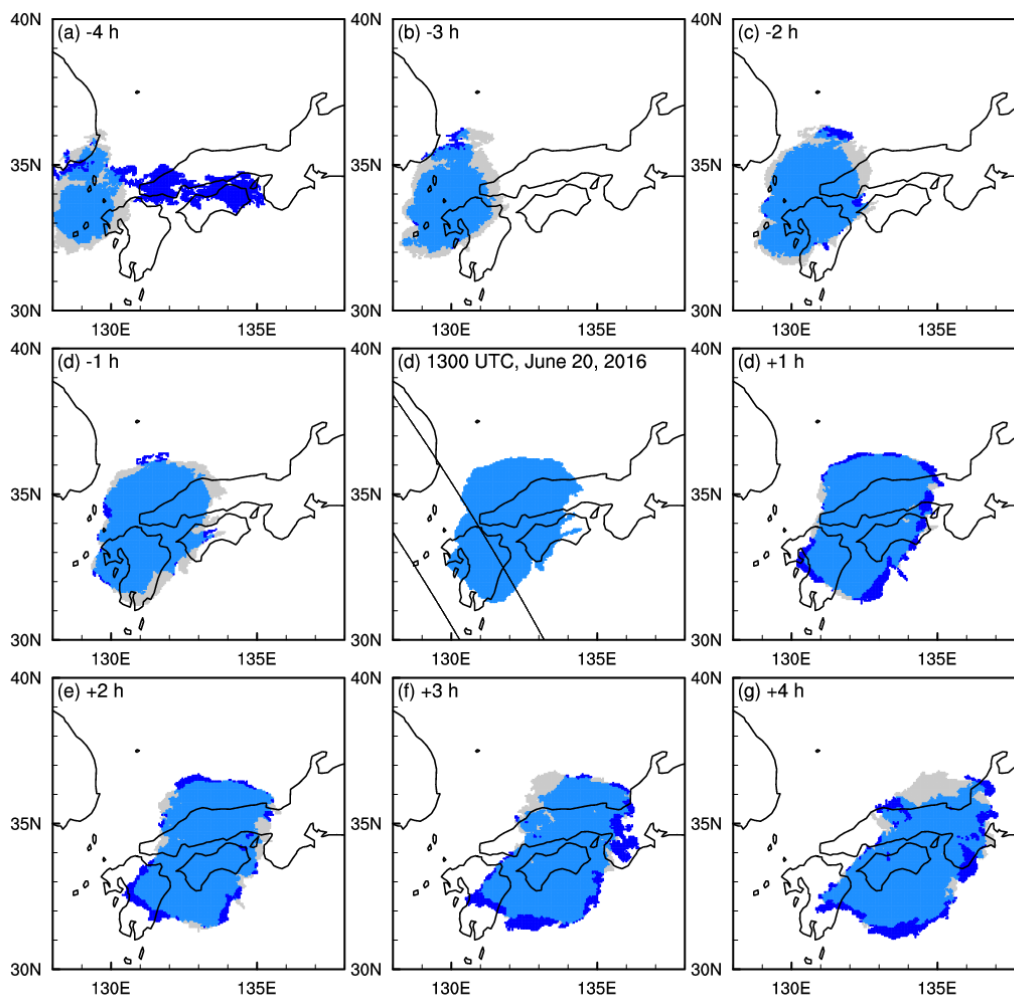 40N (a) -4 h
35N
30N
130E 135E
40N (b) -3 h
35N
30N
130E 135E
40N (c) -2 h
35N
30N
130E 135E
40N (d) -1 h
35N
30N
130E 135E
40N (d) 1300 UTC, June 20, 2016
35N
30N
130E 135E
40N (d) +1 h
35N
30N
130E 135E
40N (e) +2 h
35N
30N
130E 135E
40N (f) +3 h
35N
30N
130E 135E
40N (g) +4 h
35N
30N
130E 135E